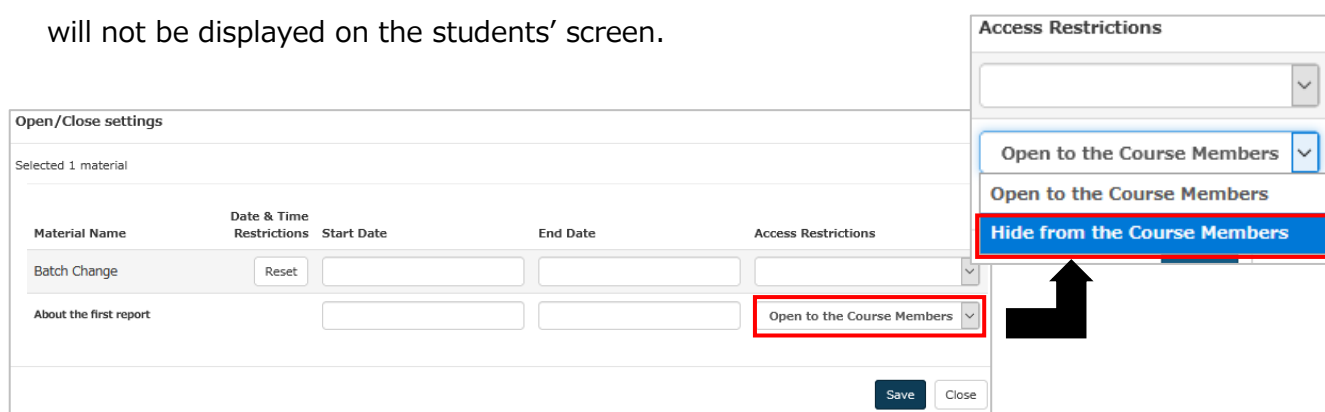 will not be displayed on the students’ screen.
Open/Close settings
Selected 1 material
Material Name Date & Time Restrictions Start Date End Date Access Restrictions
Batch Change Reset
About the first report Open to the Course Members
Save Close
Access Restrictions
Open to the Course Members
Open to the Course Members
Hide from the Course Members